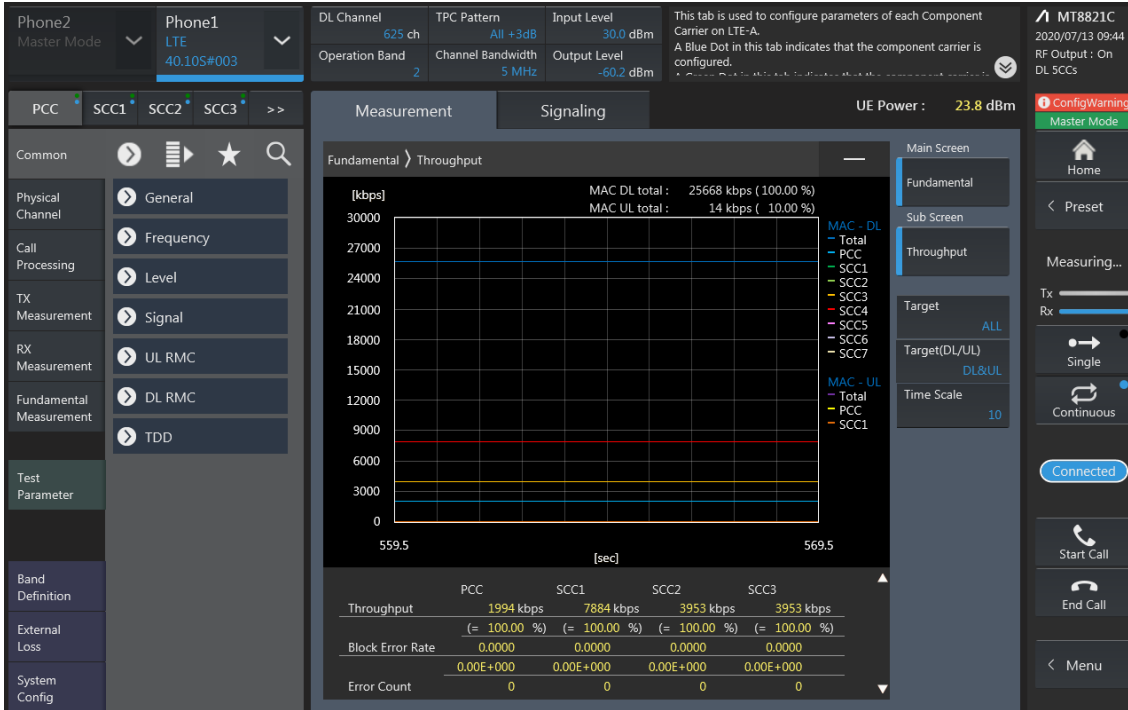 Phone2
Master Mode
Phone1
LTE
40.10S#003
DL Channel
625 ch
Operation Band
2
TPC Pattern
All +3dB
Channel Bandwidth
5 MHz
Input Level
30.0 dBm
Output Level
-60.2 dBm
This tab is used to configure parameters of each Component
Carrier on LTE-A.
A Blue Dot in this tab indicates that the component carrier is
configured.
MT8821C
2020/07/13 09:44
RF Output : On
DL 5CCs
PCC SCC1 SCC2 SCC3 >>
Measurement
Signaling
UE Power : 23.8 dBm
ConfigWarning
Master Mode
Common
Physical
Channel
Call
Processing
TX
Measurement
RX
Measurement
Fundamental
Measurement
Test
Parameter
Band
Definition
External
Loss
System
Config
General
Frequency
Level
Signal
UL RMC
DL RMC
TDD
Fundamental 〉 Throughput
[kbps]
MAC DL total : 25668 kbps ( 100.00 %)
MAC UL total : 14 kbps ( 10.00 %)
30000
27000
24000
21000
18000
15000
12000
9000
6000
3000
0
559.5
569.5
[sec]
MAC - DL
Total
PCC
SCC1
SCC2
SCC3
SCC4
SCC5
SCC6
SCC7
MAC - UL
Total
PCC
SCC1
PCC SCC1 SCC2 SCC3
Throughput 1994 kbps 7884 kbps 3953 kbps 3953 kbps
(= 100.00 %) (= 100.00 %) (= 100.00 %) (= 100.00 %)
Block Error Rate 0.0000 0.0000 0.0000 0.0000
0.00E+000 0.00E+000 0.00E+000 0.00E+000
Error Count 0 0 0 0
Main Screen
Fundamental
Sub Screen
Throughput
Target
ALL
Target(DL/UL)
DL&UL
Time Scale
10
Home
< Preset
Measuring...
Tx
Rx
Single
Continuous
Connected
Start Call
End Call
< Menu